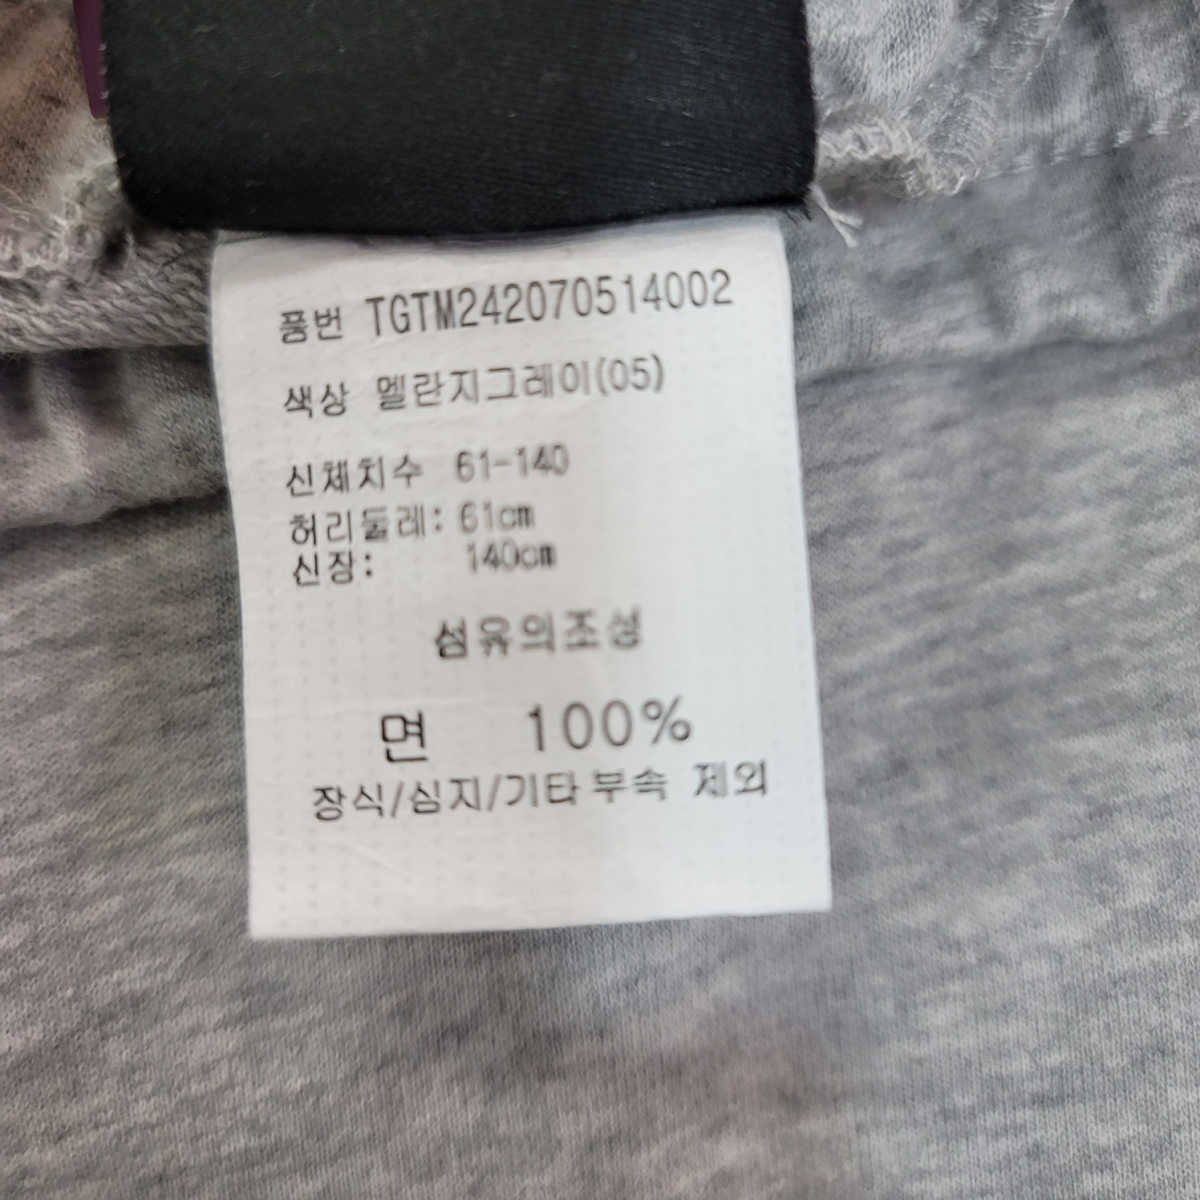 품번 TGTM242070514002
색상 멜란지그레이(05)
신체치수 61-140
허리둘레: 61cm
신장: 140cm
섬유의조성
면 100%
장식/심지/기타 부속 제외